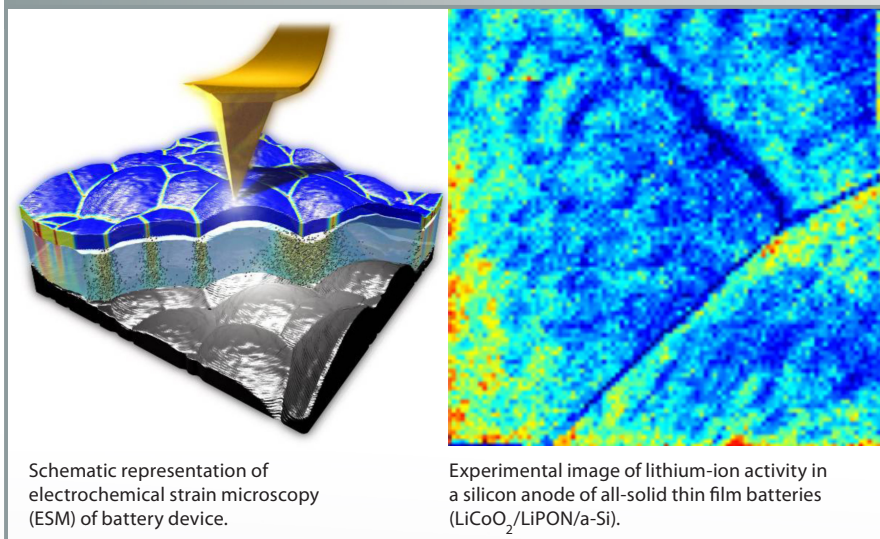 Schematic representation of
electrochemical strain microscopy
(ESM) of battery device.
Experimental image of lithium-ion activity in
a silicon anode of all-solid thin film batteries
(LiCoO₂/LiPON/a-Si).